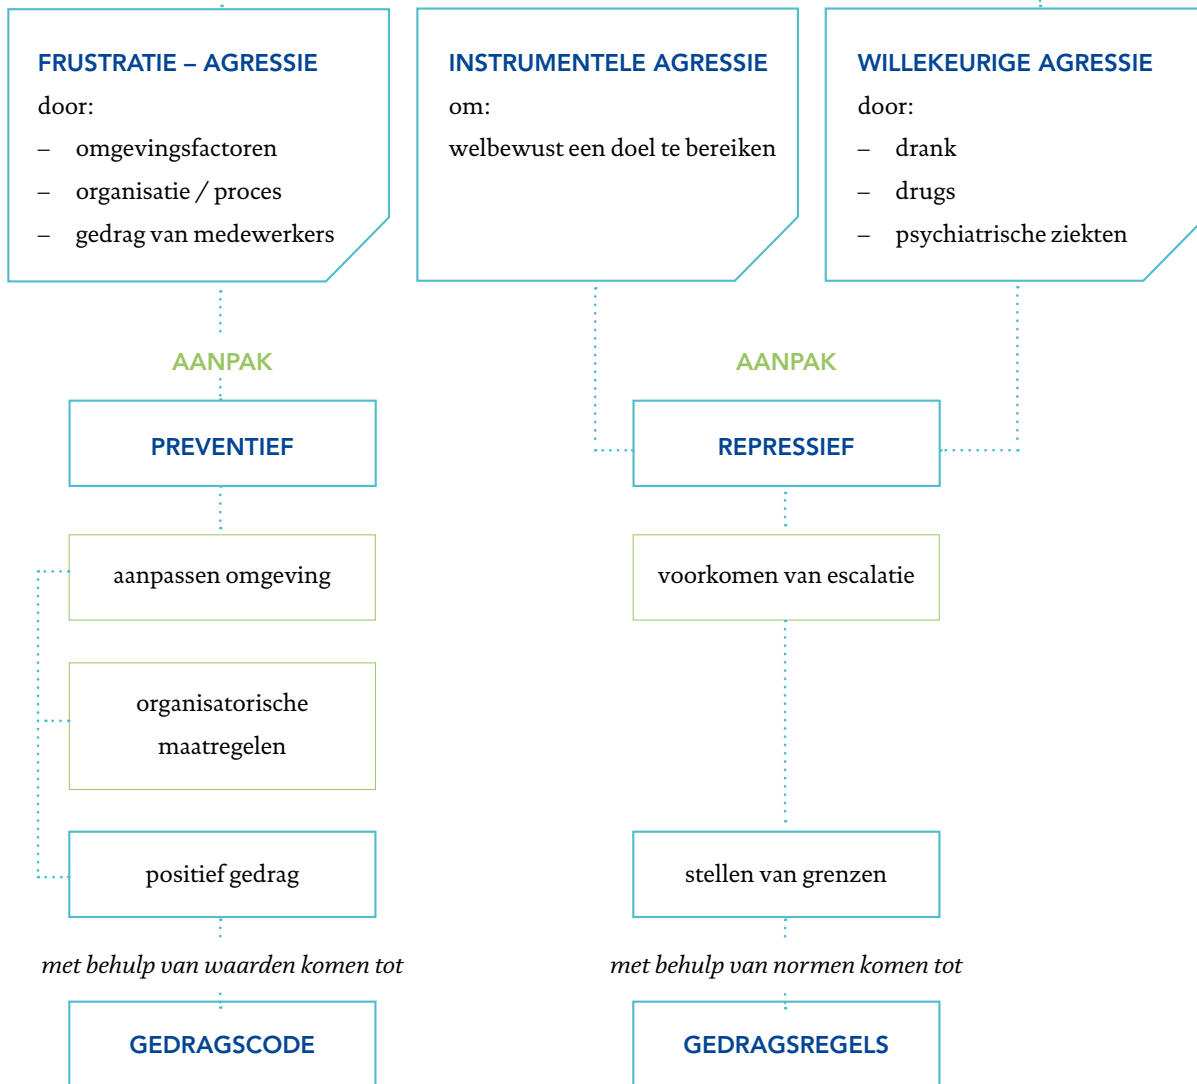 FRUSTRATIE – AGRESSIE
door:
– omgevingsfactoren
– organisatie / proces
– gedrag van medewerkers
INSTRUMENTELE AGRESSIE
om:
welbewust een doel te bereiken
WILLEKEURIGE AGRESSIE
door:
– drank
– drugs
– psychiatrische ziekten
AANPAK
PREVENTIEF
aanpassen omgeving
organisatorische
maatregelen
positief gedrag
met behulp van waarden komen tot
GEDRAGSCODE
AANPAK
REPRESSIEF
voorkomen van escalatie
stellen van grenzen
met behulp van normen komen tot
GEDRAGSREGELS